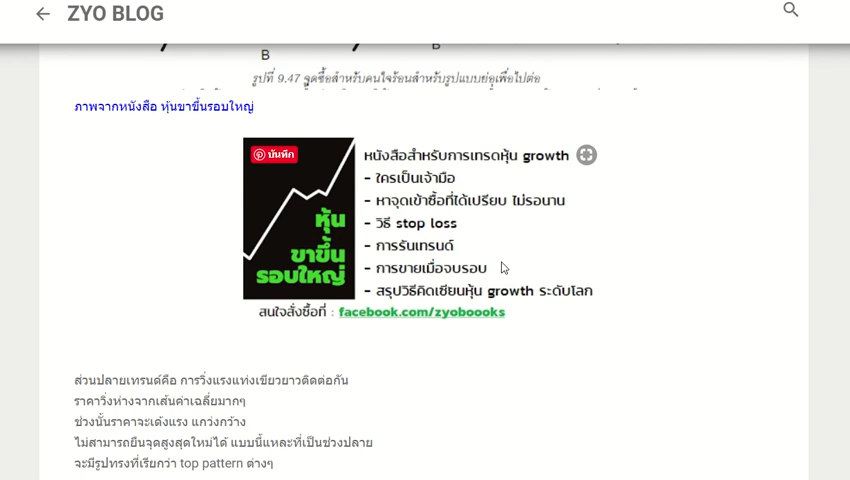 ZYO BLOG
B
B
รูปที่ 9.47 จุดซื้อสำหรับคนใจร้อนสำหรับรูปแบบย่อเพื่อไปต่อ
ภาพจากหนังสือ หุ้นขาขึ้นรอบใหญ่
บันทึก
หุ้น
ขาขึ้น
รอบใหญ่
หนังสือสำหรับการเทรดหุ้น growth
- ใครเป็นเจ้ามือ
- หาจุดเข้าซื้อที่ได้เปรียบ ไม่รอนาน
- วิธี stop loss
- การรันเทรนด์
- การขายเมื่อจบรอบ
- สรุปวิธีคิดเซียนหุ้น growth ระดับโลก
สนใจสั่งซื้อที่ : facebook.com/zyoboooks
ส่วนปลายเทรนด์คือ การวิ่งแรงแท่งเขียวยาวติดต่อกัน
ราคาวิ่งห่างจากเส้นค่าเฉลี่ยมากๆ
ช่วงนั้นราคาจะเด้งแรง แกว่งกว้าง
ไม่สามารถยืนจุดสูงสุดใหม่ได้ แบบนี้แหละที่เป็นช่วงปลาย
จะมีรูปทรงที่เรียกว่า top pattern ต่างๆ